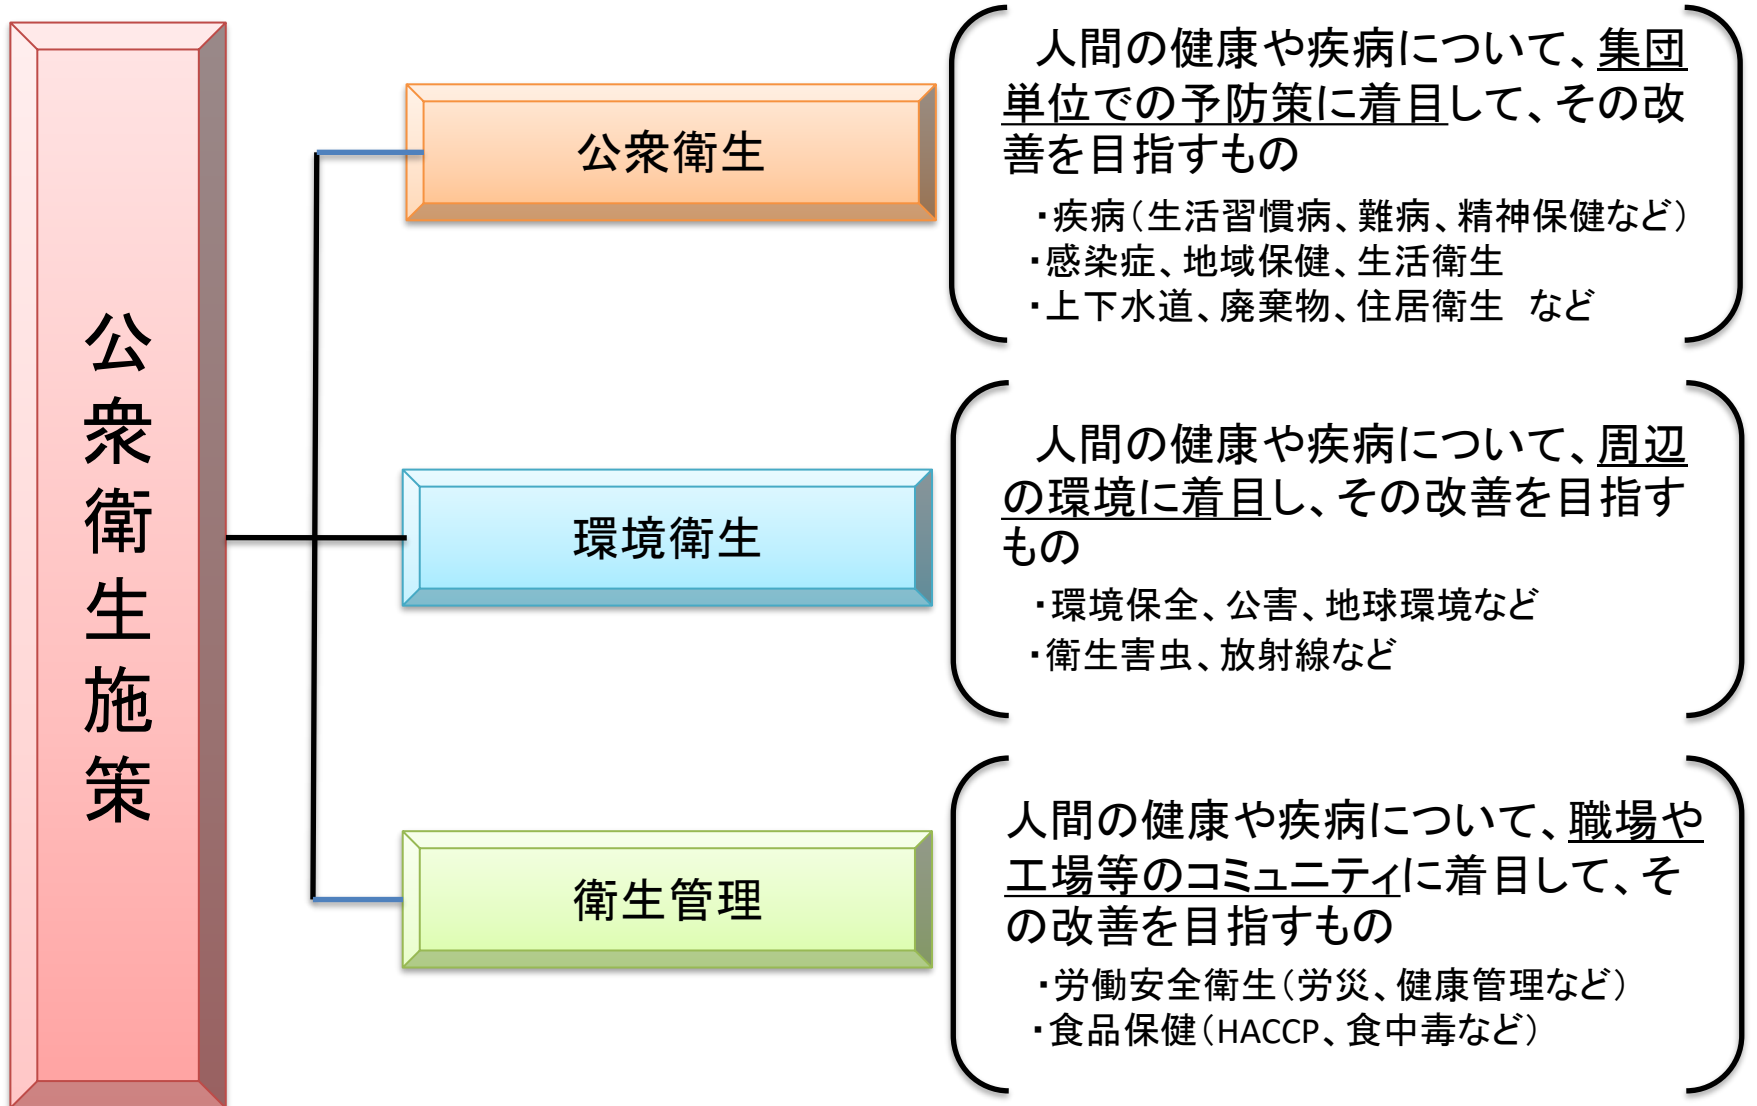 公衆衛生施策
公衆衛生
人間の健康や疾病について、集団
単位での予防策に着目して、その改
善を目指すもの
・疾病（生活習慣病、難病、精神保健など）
・感染症、地域保健、生活衛生
・上下水道、廃棄物、住居衛生　など
環境衛生
人間の健康や疾病について、周辺
の環境に着目し、その改善を目指す
もの
・環境保全、公害、地球環境など
・衛生害虫、放射線など
衛生管理
人間の健康や疾病について、職場や
工場等のコミュニティに着目して、そ
の改善を目指すもの
・労働安全衛生（労災、健康管理など）
・食品保健（HACCP、食中毒など）